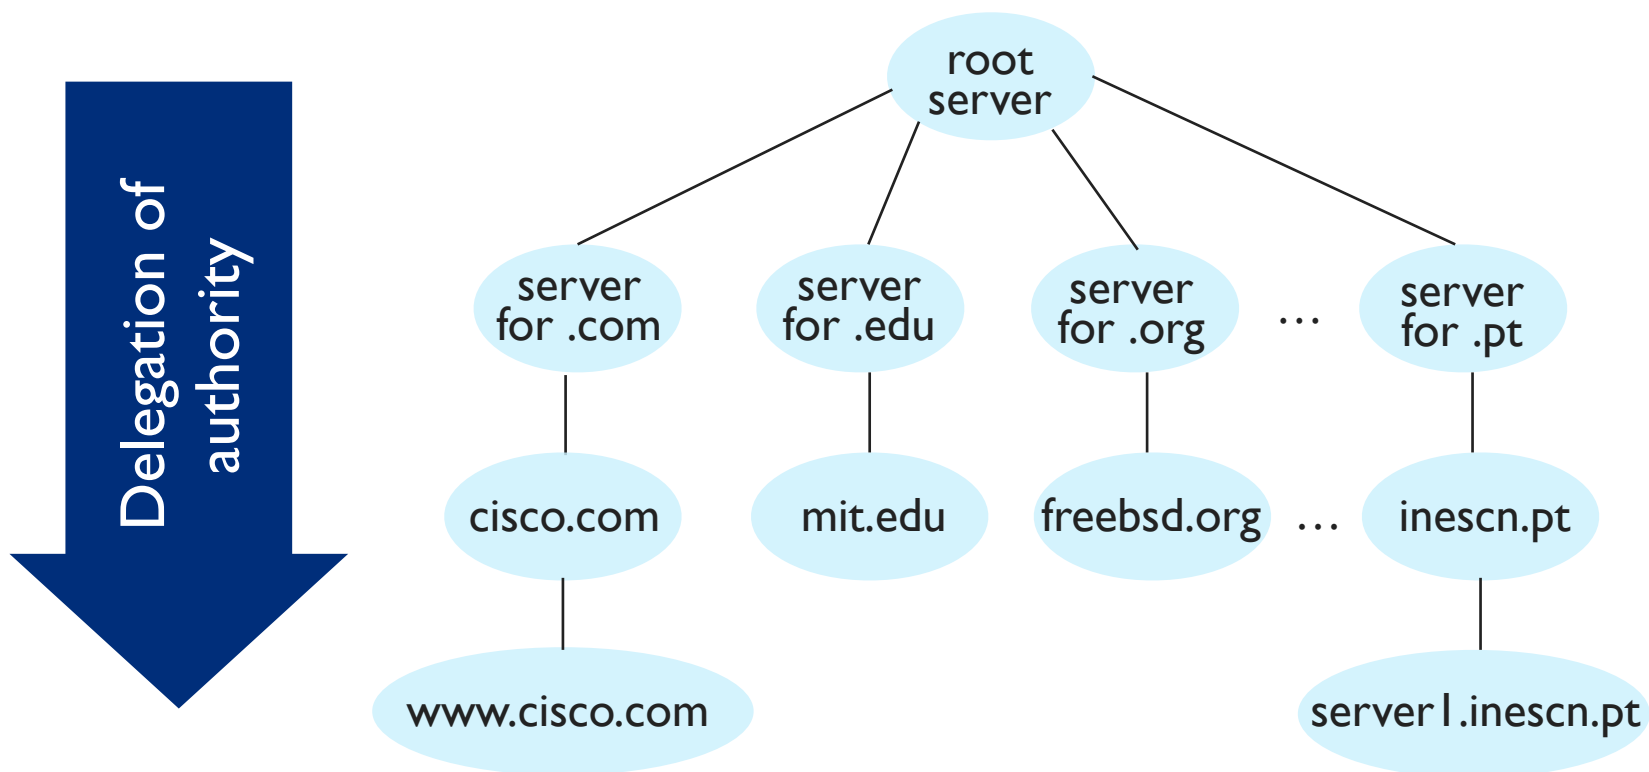 Delegation of
authority
root
server
server
for .com
server
for .edu
server
for .org
...
server
for .pt
cisco.com
mit.edu
freebsd.org
...
inescn.pt
www.cisco.com
server1.inescn.pt